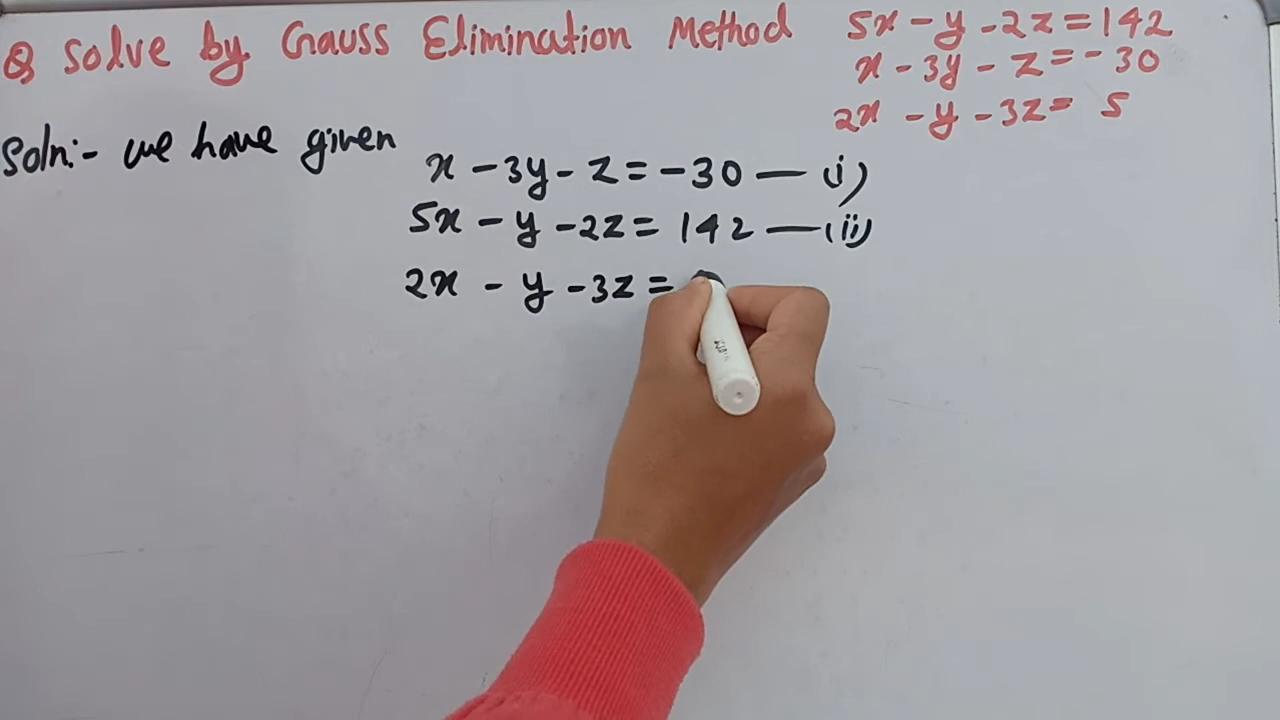 Q Solve by Gauss Elimination Method
5x - y - 2z = 142
x - 3y - z = - 30
2x - y - 3z = 5
Soln:- we have given
x - 3y - z = - 30 — (i)
5x - y - 2z = 142 — (ii)
2x - y - 3z =